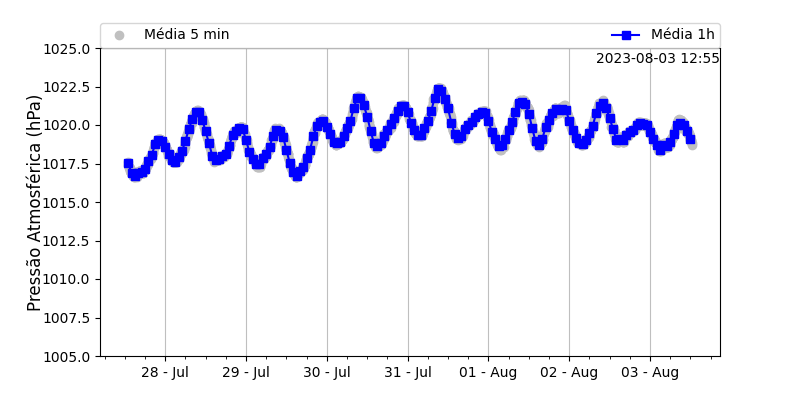 Média 5 min
Média 1h
2023-08-03 12:55
Pressão Atmosférica (hPa)
1025.0
1022.5
1020.0
1017.5
1015.0
1012.5
1010.0
1007.5
1005.0
28 - Jul
29 - Jul
30 - Jul
31 - Jul
01 - Aug
02 - Aug
03 - Aug